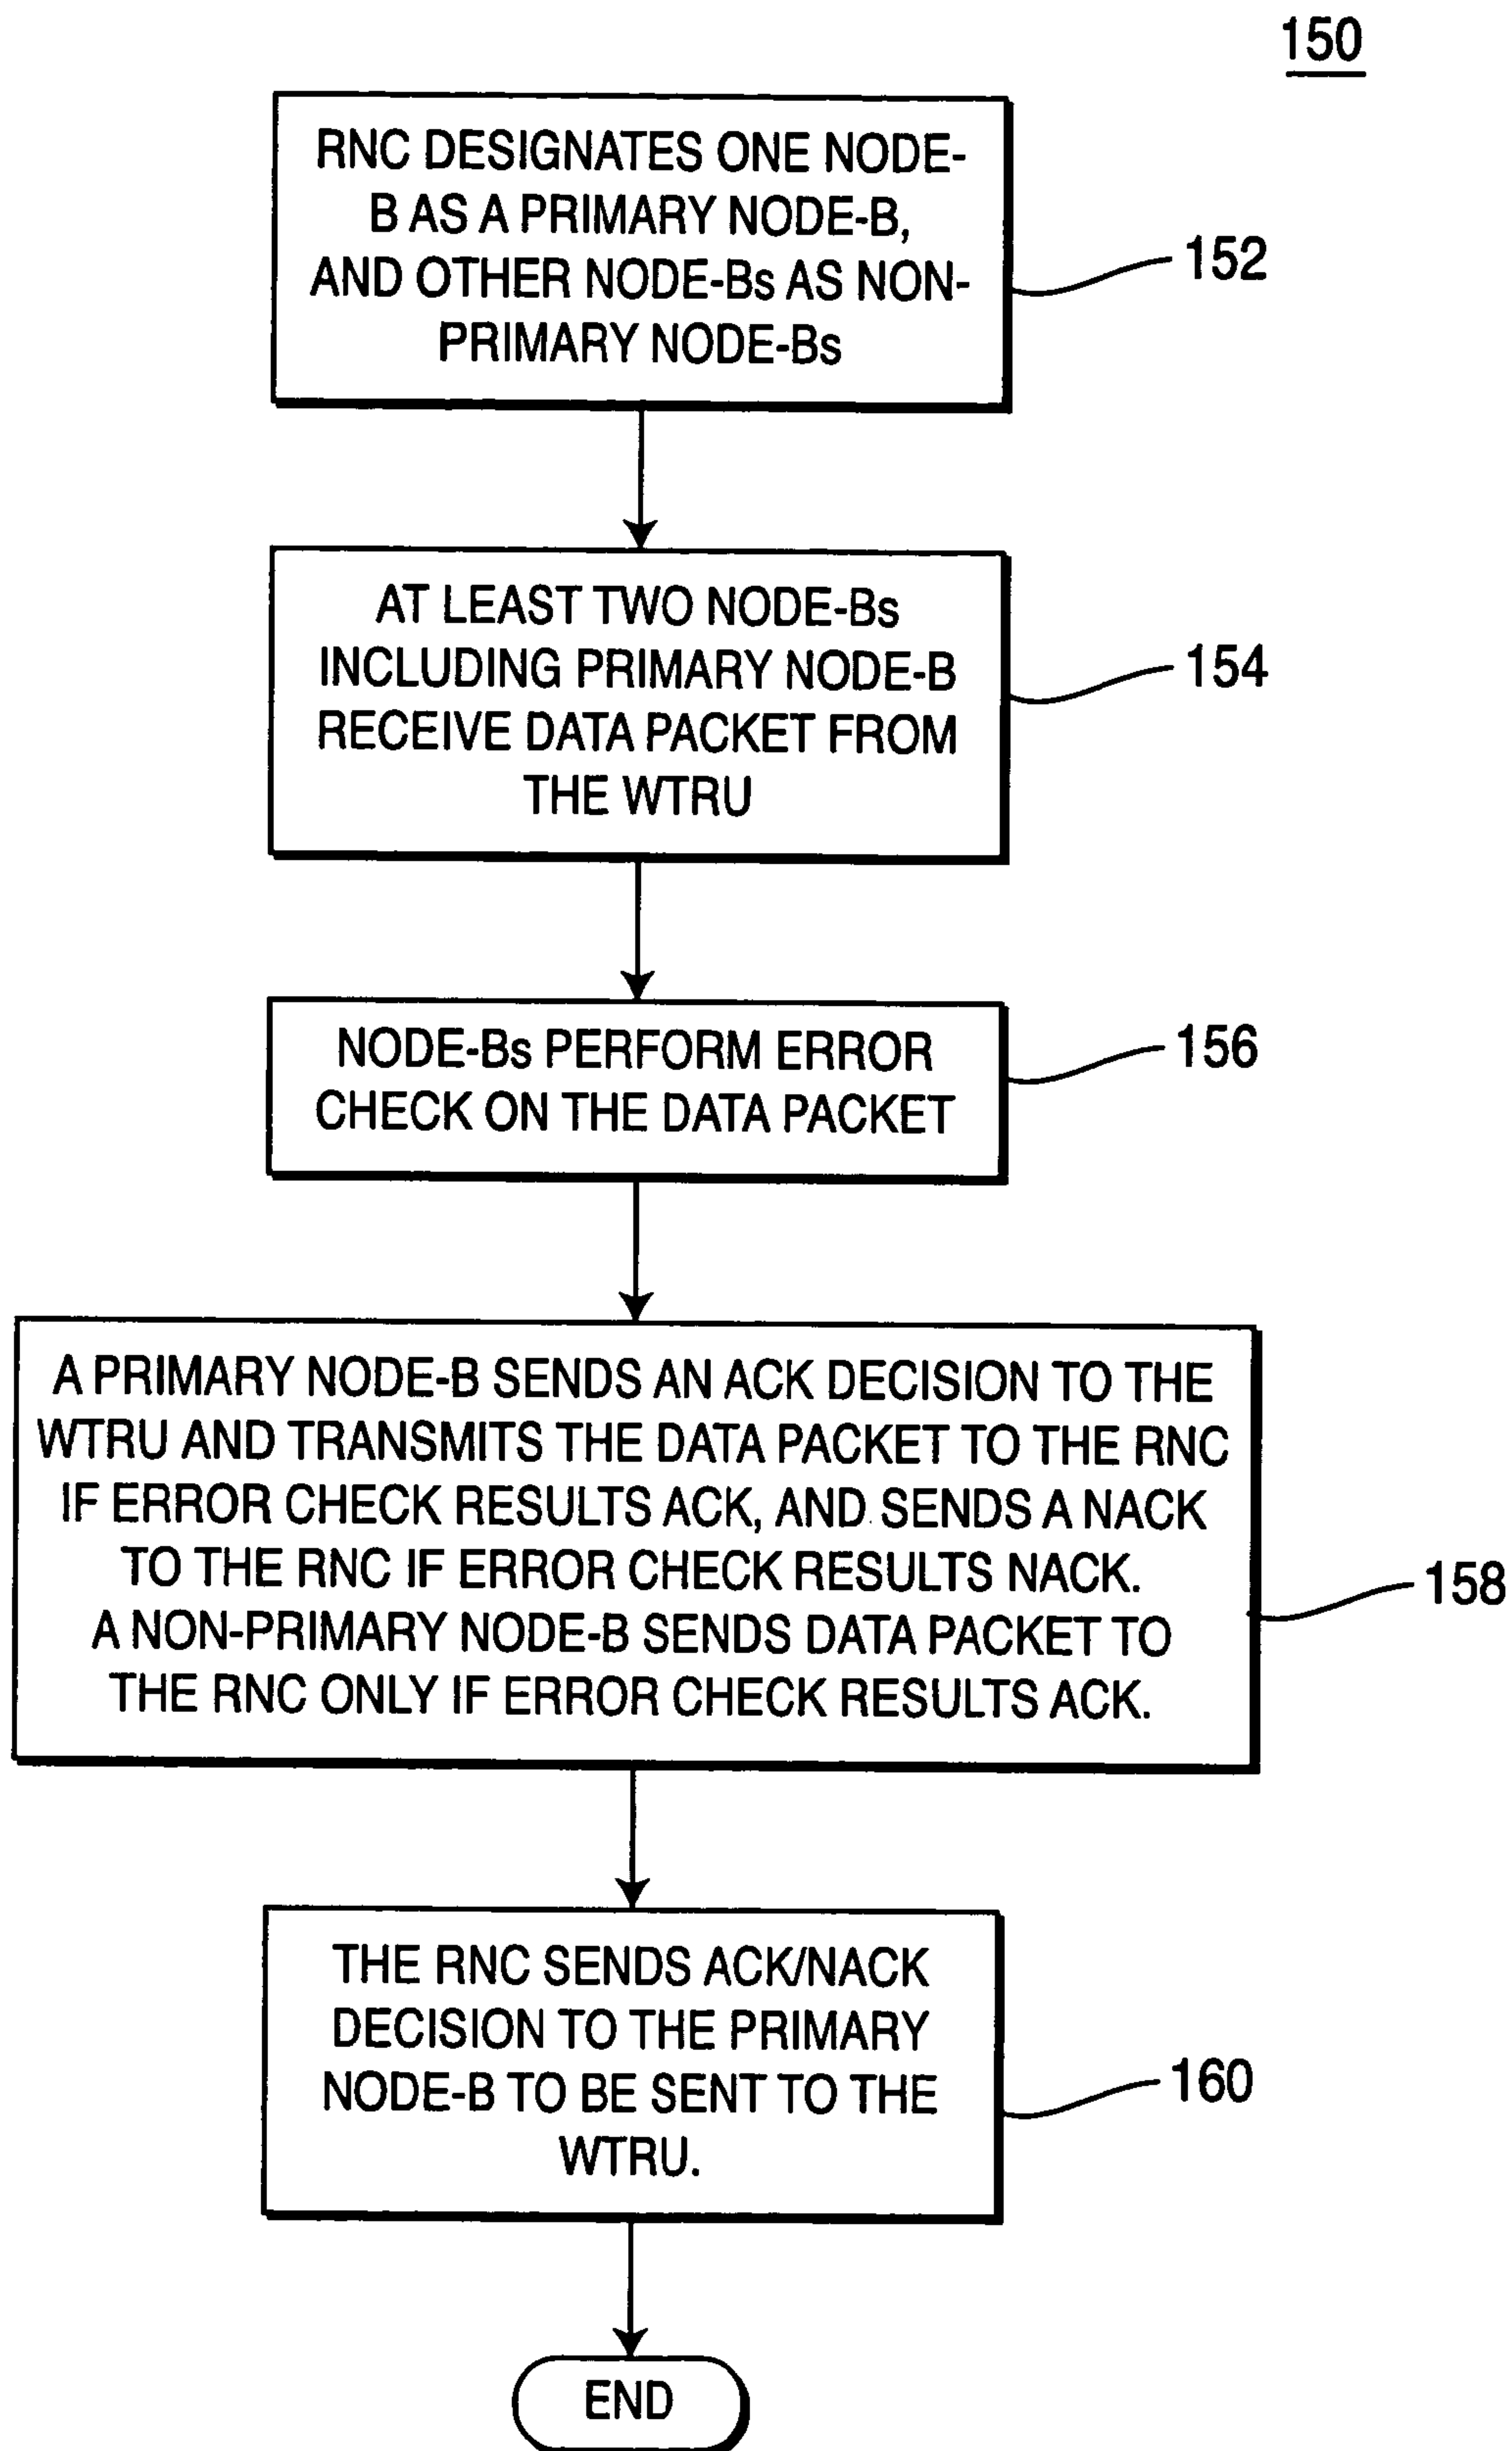 150
RNC DESIGNATES ONE NODE-
B AS A PRIMARY NODE-B,
AND OTHER NODE-Bs AS NON-
PRIMARY NODE-Bs
152
AT LEAST TWO NODE-Bs
INCLUDING PRIMARY NODE-B
RECEIVE DATA PACKET FROM
THE WTRU
154
NODE-Bs PERFORM ERROR
CHECK ON THE DATA PACKET
156
A PRIMARY NODE-B SENDS AN ACK DECISION TO THE
WTRU AND TRANSMITS THE DATA PACKET TO THE RNC
IF ERROR CHECK RESULTS ACK, AND SENDS A NACK
TO THE RNC IF ERROR CHECK RESULTS NACK.
A NON-PRIMARY NODE-B SENDS DATA PACKET TO
THE RNC ONLY IF ERROR CHECK RESULTS ACK.
158
THE RNC SENDS ACK/NACK
DECISION TO THE PRIMARY
NODE-B TO BE SENT TO THE
WTRU.
160
END